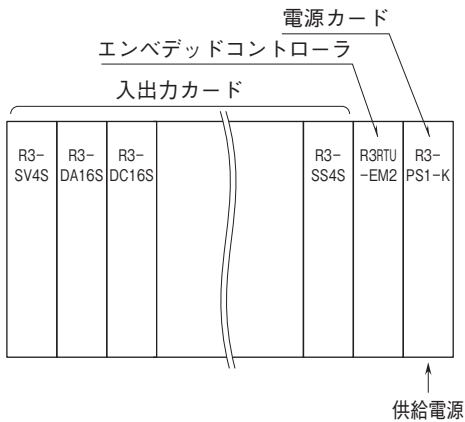 電源カード
エンベデッドコントローラ
入出力カード
R3-
SV4S
R3-
DA16S
R3-
DC16S
R3-
SS4S
R3RTU
-EM2
R3-
PS1-K
供給電源